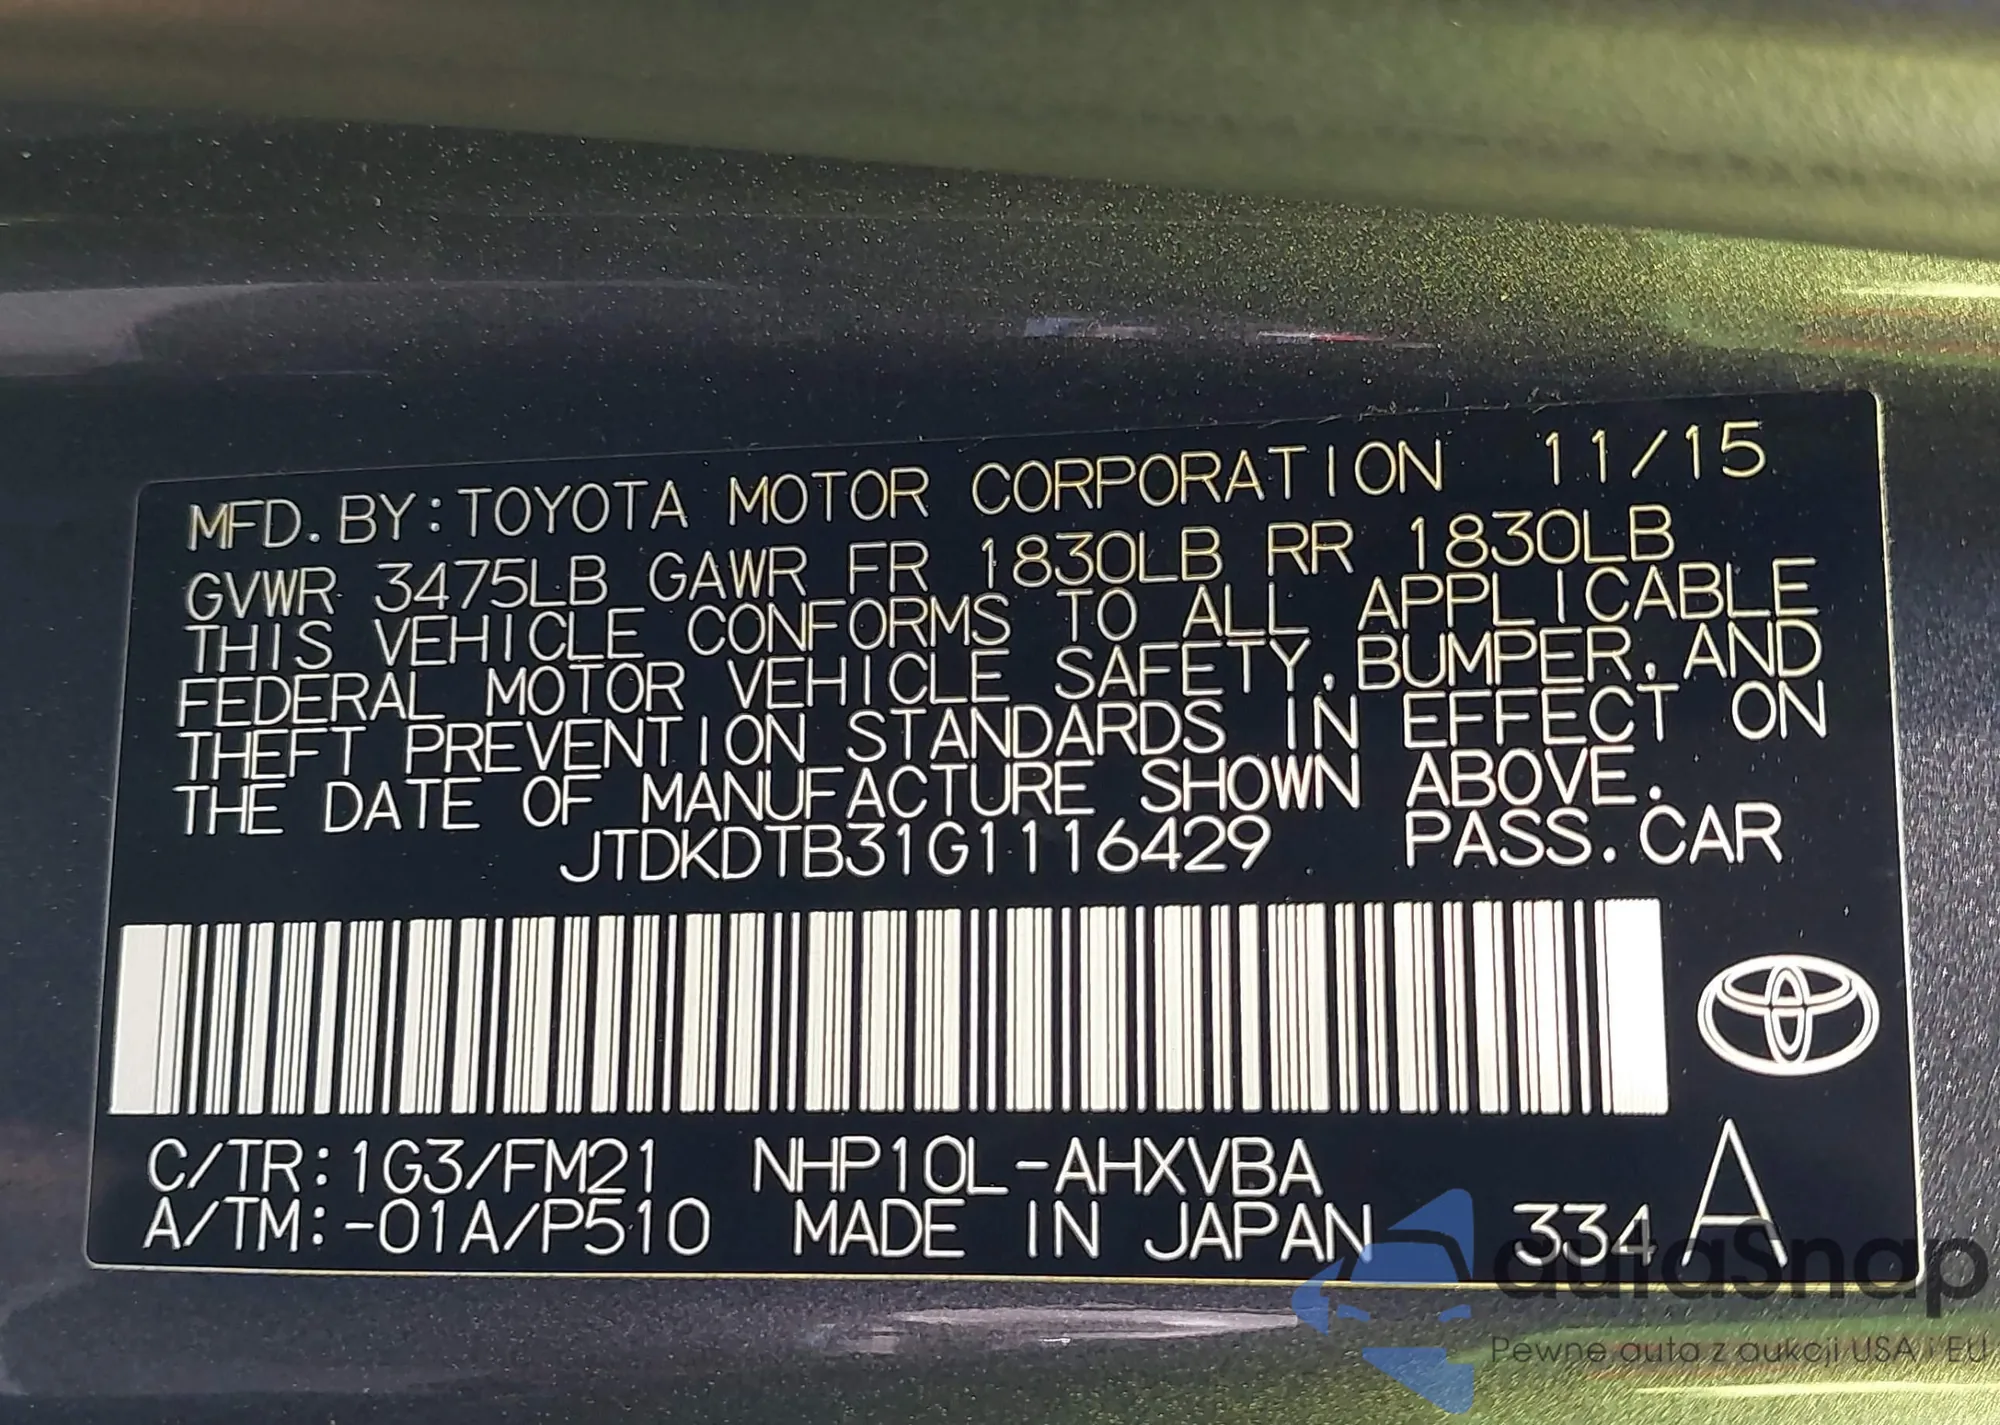 MFD. BY:TOYOTA MOTOR CORPORATION 11/15
GVWR 3475LB GAWR FR 1830LB RR 1830LB
THIS VEHICLE CONFORMS TO ALL APPLICABLE
FEDERAL MOTOR VEHICLE SAFETY, BUMPER, AND
THEFT PREVENTION STANDARDS IN EFFECT ON
THE DATE OF MANUFACTURE SHOWN ABOVE.
JTDKDTB31G1116429 PASS. CAR
C/TR:1G3/FM21 NHP10L-AHXVBA
A/TM:-01A/P510 MADE IN JAPAN 334 A
autaSnap
Pewne auta z aukcji USA i EU